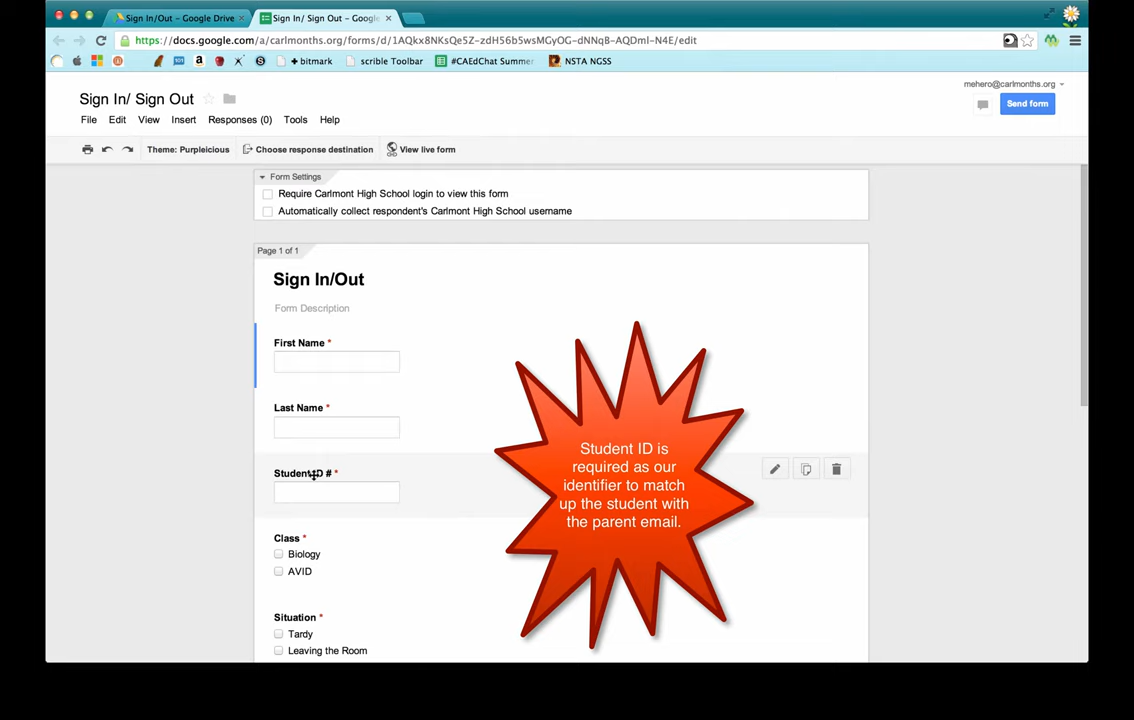 Sign In/Out - Google Drive
Sign In/ Sign Out - Google
https://docs.google.com/a/carlmonths.org/forms/d/1AQkx8NKsQe5Z-zdH56b5wsMGyOG-dNNqB-AQDmI-N4E/edit
+ bitmark
scrible Toolbar
#CAEdChat Summer
NSTA NGSS
mehero@carlmonths.org
Sign In/ Sign Out
Send form
File Edit View Insert Responses (0) Tools Help
Theme: Purpleicious
Choose response destination
View live form
Form Settings
Require Carlmont High School login to view this form
Automatically collect respondent's Carlmont High School username
Page 1 of 1
Sign In/Out
Form Description
First Name *
Last Name *
Student ID # *
Class *
Biology
AVID
Situation *
Tardy
Leaving the Room
Student ID is
required as our
identifier to match
up the student with
the parent email.